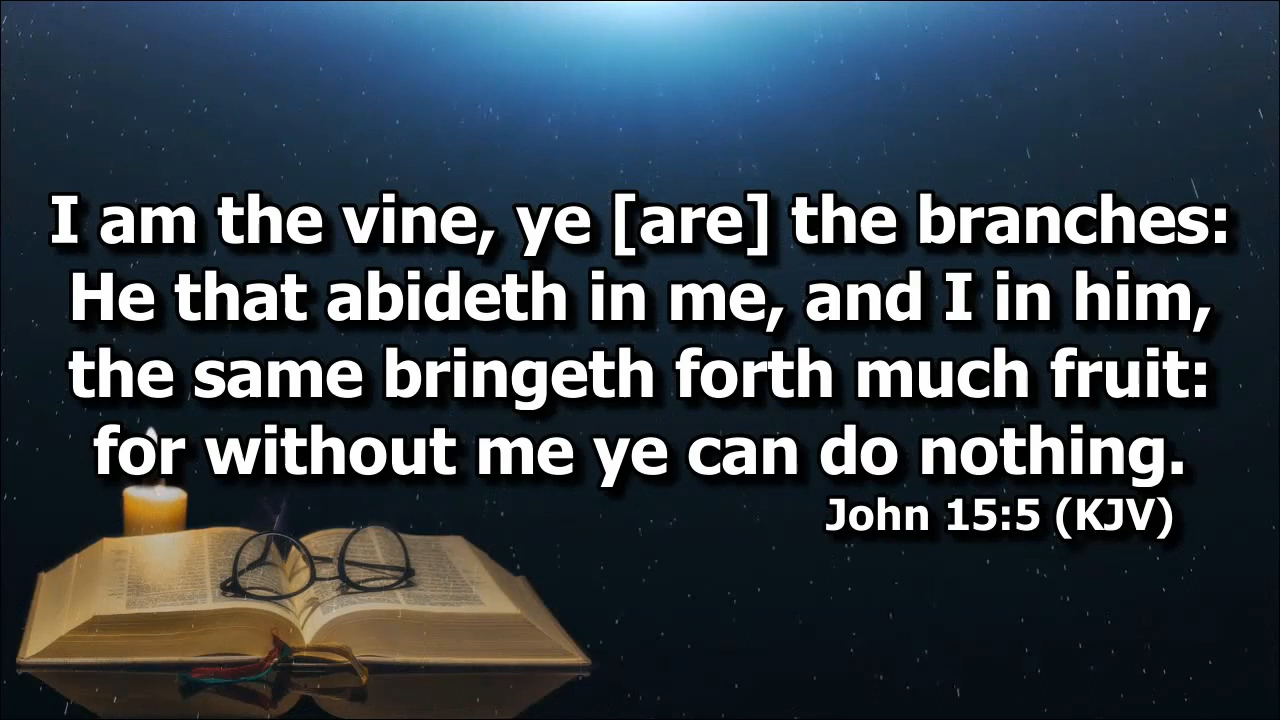 I am the vine, ye [are] the branches:
He that abideth in me, and I in him,
the same bringeth forth much fruit:
for without me ye can do nothing.
John 15:5 (KJV)